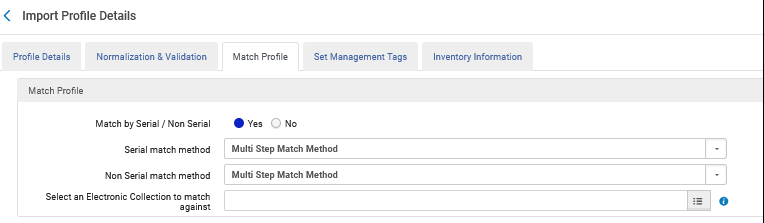 Import Profile Details
Profile Details
Normalization & Validation
Match Profile
Set Management Tags
Inventory Information
Match Profile
Match by Serial / Non Serial
Yes
No
Serial match method
Multi Step Match Method
Non Serial match method
Multi Step Match Method
Select an Electronic Collection to match
against